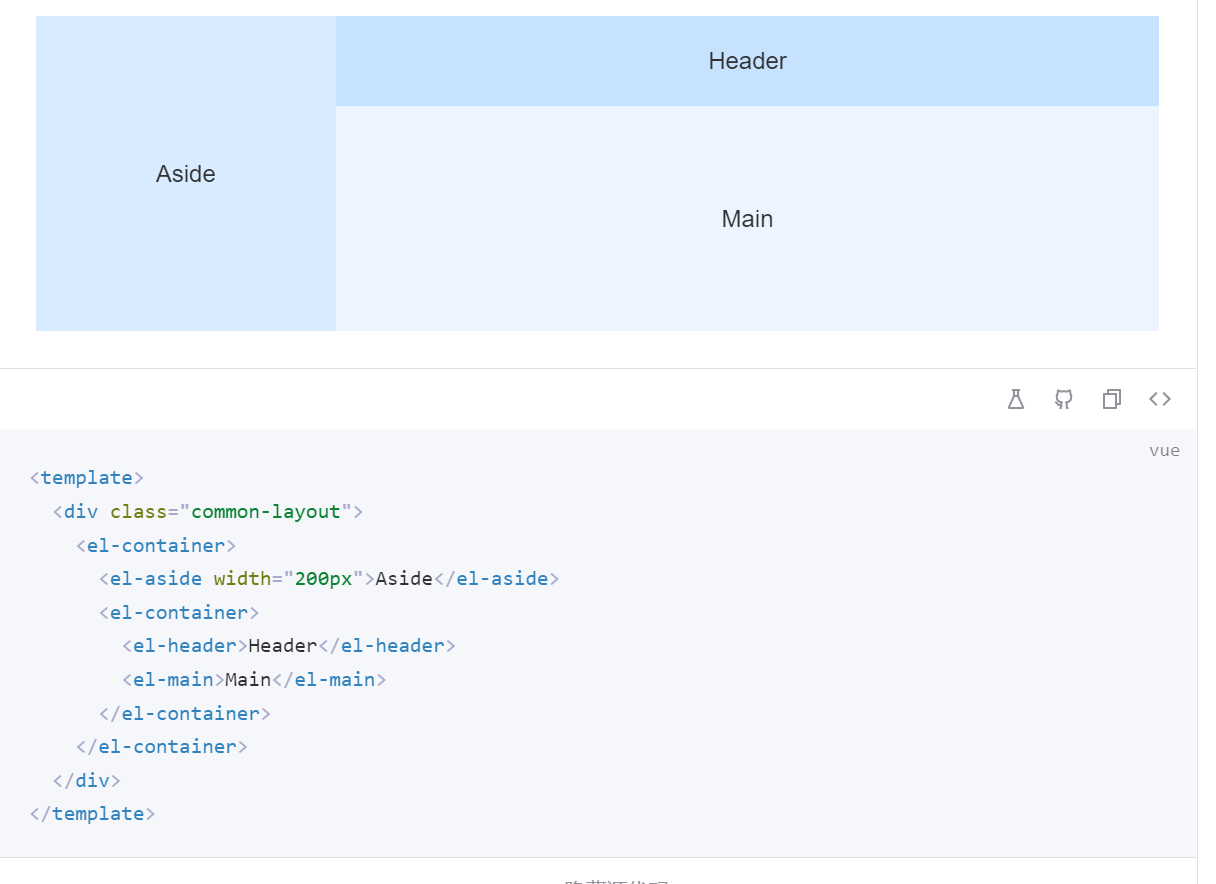 Header
Aside
Main
vue
<template>
  <div class="common-layout">
    <el-container>
      <el-aside width="200px">Aside</el-aside>
      <el-container>
        <el-header>Header</el-header>
        <el-main>Main</el-main>
      </el-container>
    </el-container>
  </div>
</template>